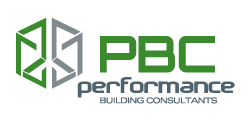 PBC
performance
BUILDING CONSULTANTS